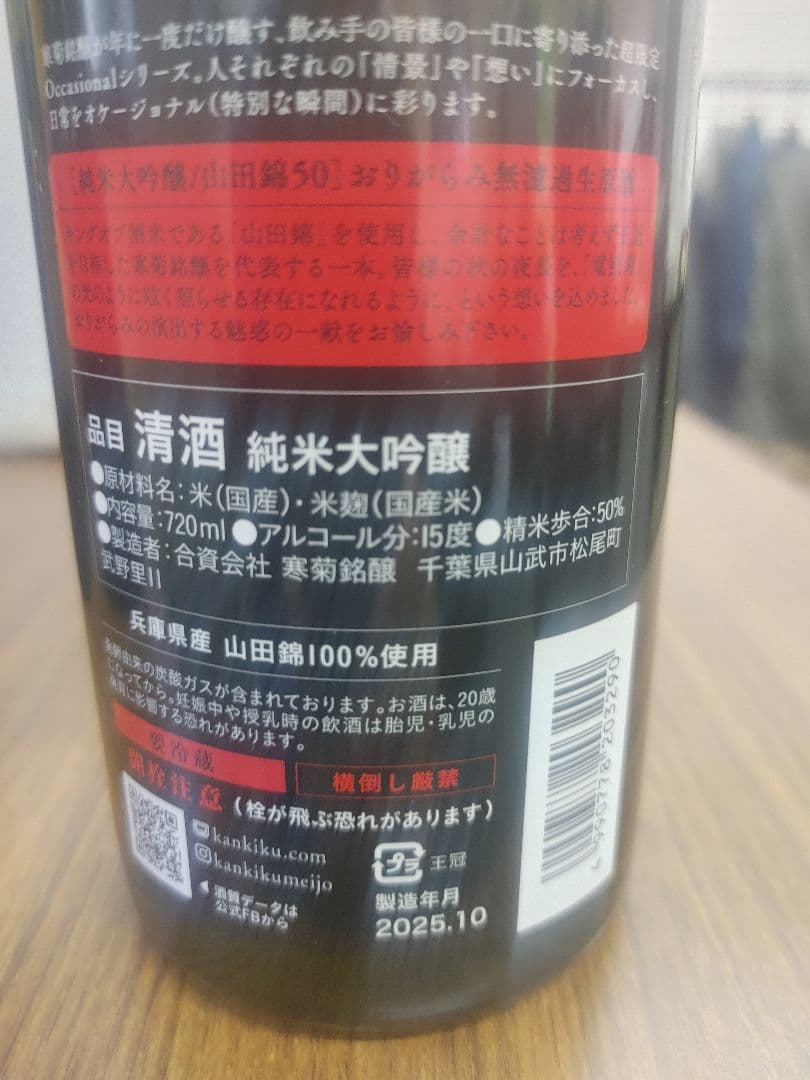 寒菊銘醸が年に一度だけ醸す、飲み手の皆様の一口に寄り添った超限定
Occasionalシリーズ。人それぞれの「情景」や「想い」にフォーカスし、
日常をオケージョナル(特別な瞬間)に彩ります。
[純米大吟醸/山田錦50]おりがらみ無濾過生原酒
キングオブ酒米である「山田錦」を使用し、余計なことは考えず
を目指した寒菊銘醸を代表する一本。皆様の秋の夜長を、
の光のように眩く照らせる存在になれるように、という想いを込めました。
おりがらみの演出する魅惑の一献をお愉しみ下さい。
品目 清酒 純米大吟醸
●原材料名:米(国産)・米麹(国産米)
●内容量:720ml ●アルコール分:15度 ●精米歩合:50%
●製造者:合資会社 寒菊銘醸 千葉県山武市松尾町
武野里11
兵庫県産 山田錦100%使用
発酵由来の炭酸ガスが含まれております。お酒は、20歳
になってから。妊娠中や授乳時の飲酒は胎児・乳児の
発育に影響する恐れがあります。
要冷蔵 横倒し厳禁
開栓注意 (栓が飛ぶ恐れがあります)
kankiku.com
kankikumeijo
酒質データは
公式FBから
プラ 王冠
製造年月
2025.10
4990778203290